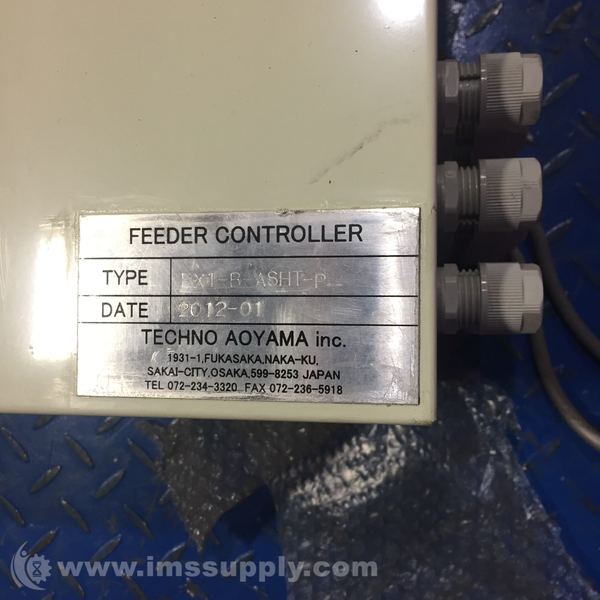 FEEDER CONTROLLER
TYPE
DATE 2012-01
TECHNO AOYAMA inc.
1931-1,FUKASAKA,NAKA-KU,
SAKAI-CITY,OSAKA,599-8253 JAPAN
TEL 072-234-3320 FAX 072-236-5918
www.imssupply.com